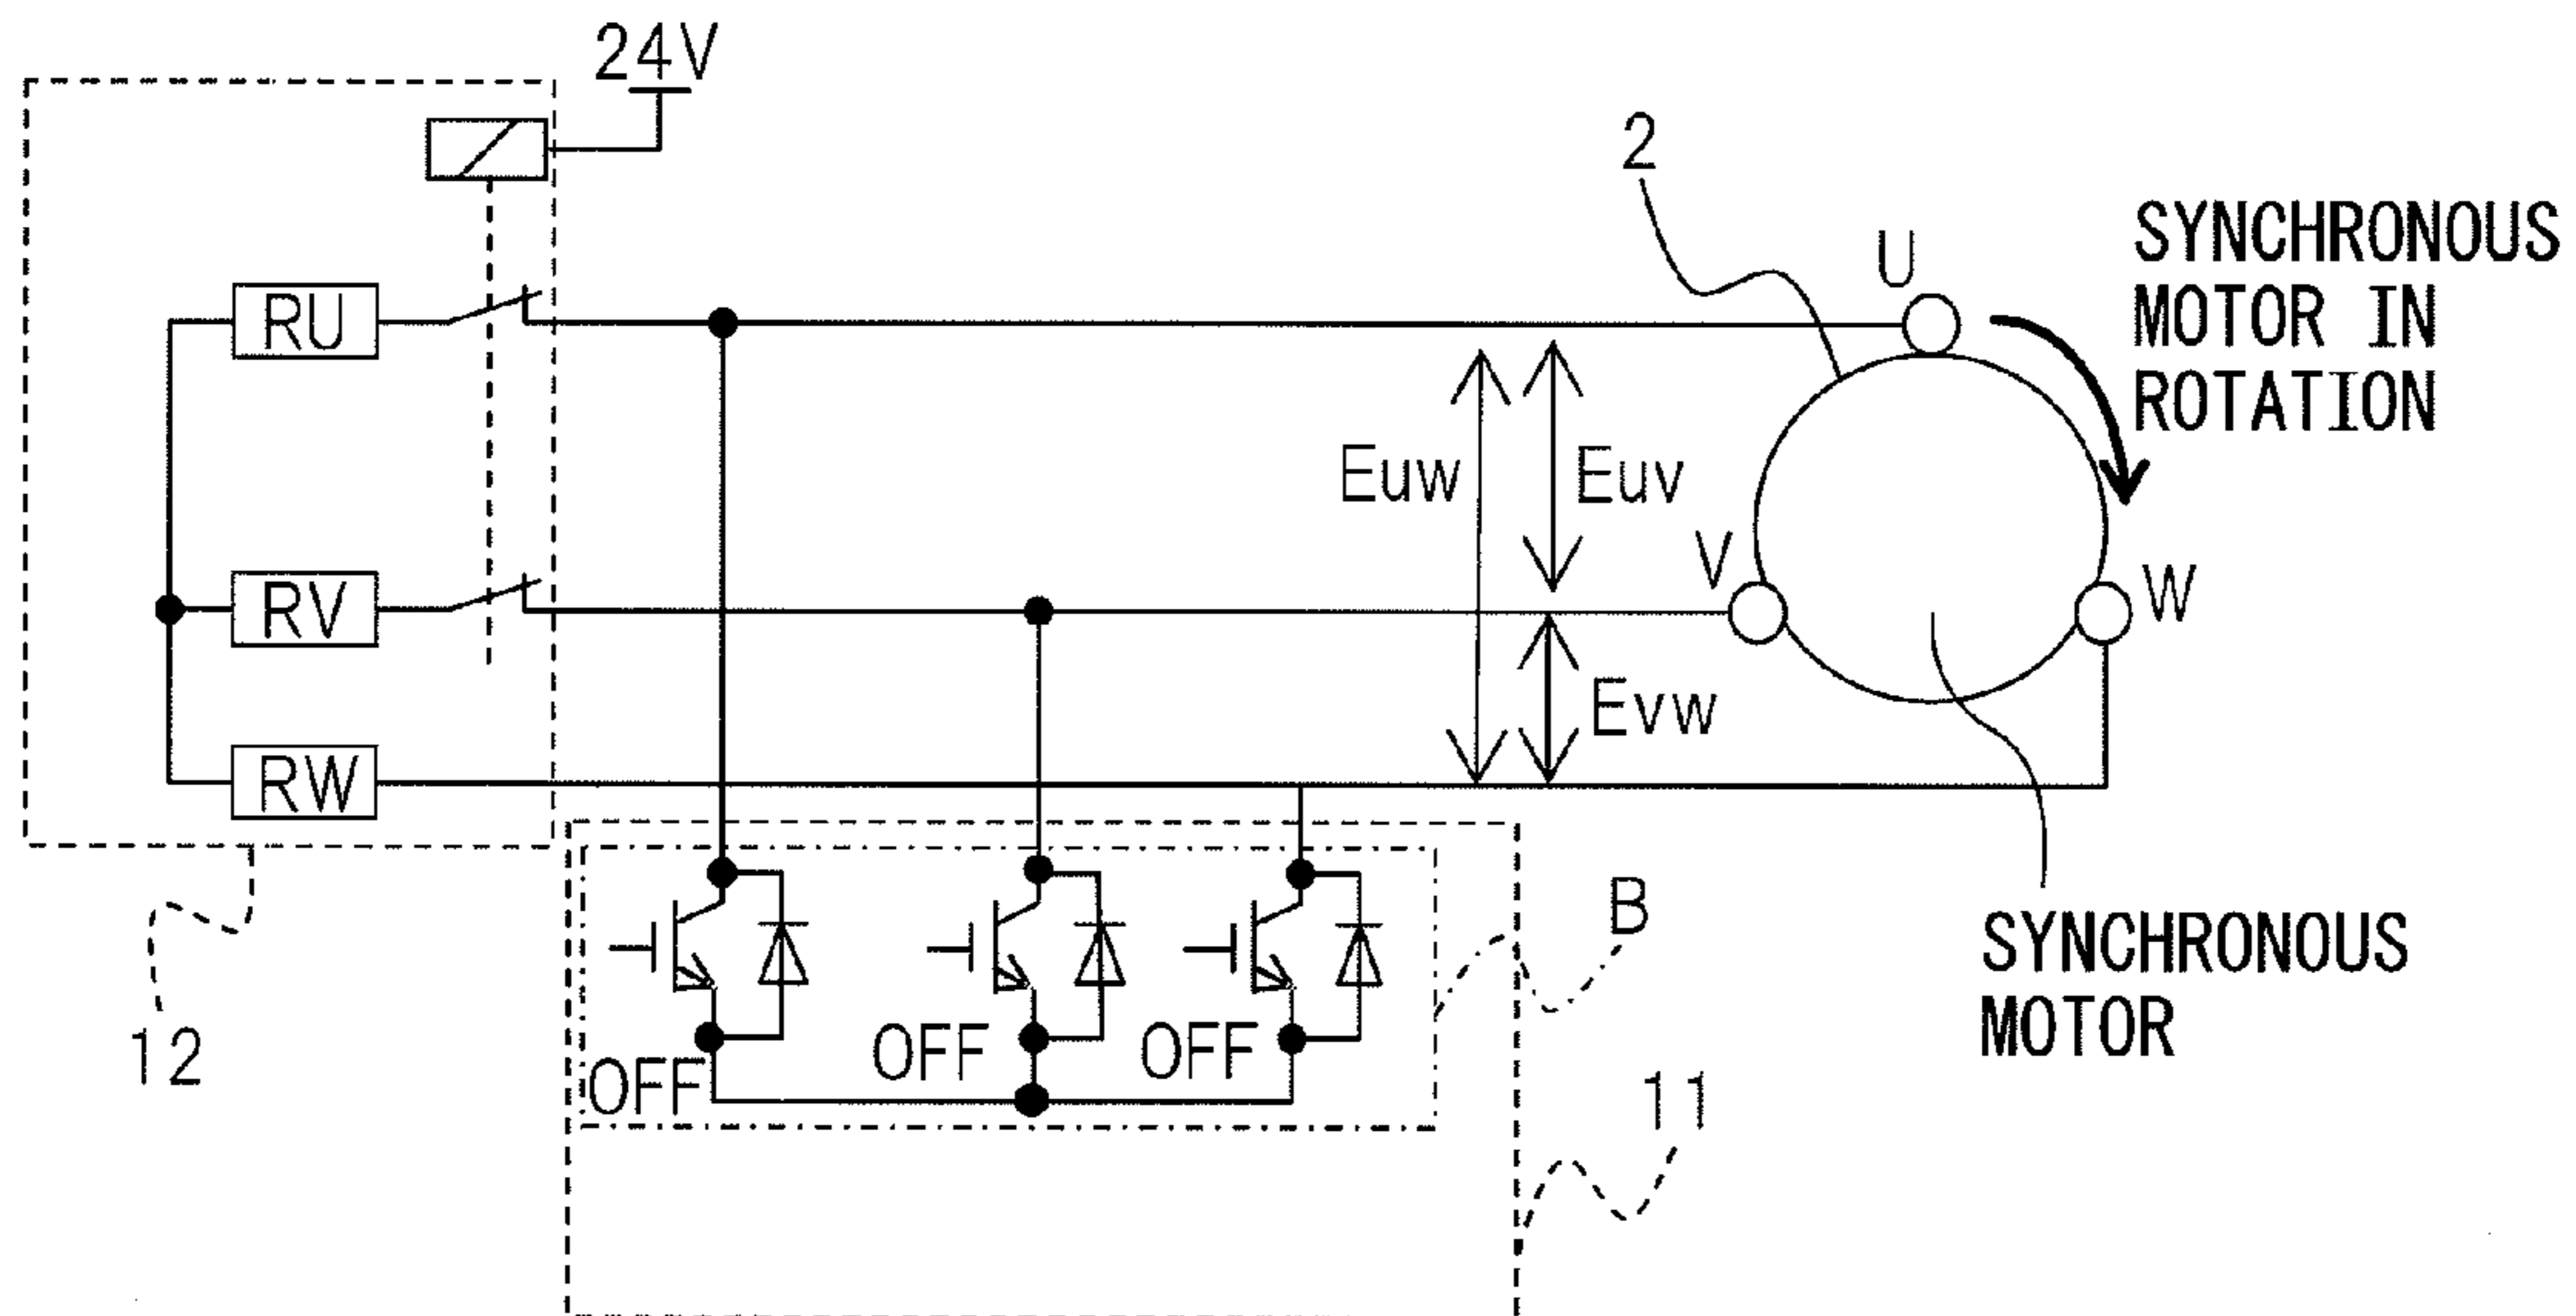 24V
2
U
SYNCHRONOUS
MOTOR IN
ROTATION
RU
Euw
Euv
V
W
RV
Evw
RW
B
SYNCHRONOUS
MOTOR
12
OFF
OFF
OFF
11